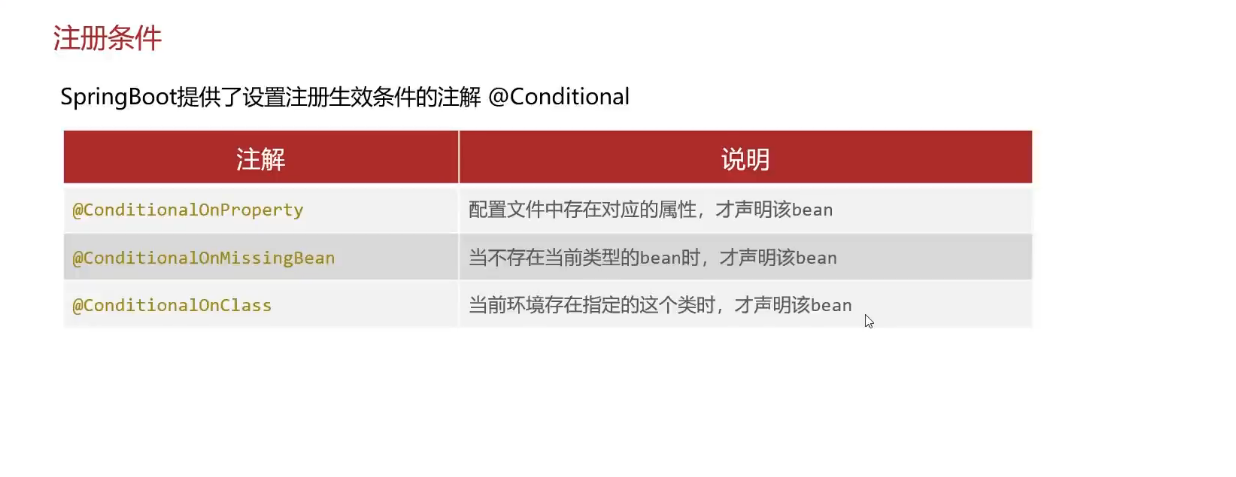 注册条件
SpringBoot提供了设置注册生效条件的注解 @Conditional
注解 说明
@ConditionalOnProperty 配置文件中存在对应的属性，才声明该bean
@ConditionalOnMissingBean 当不存在当前类型的bean时，才声明该bean
@ConditionalOnClass 当前环境存在指定的这个类时，才声明该bean